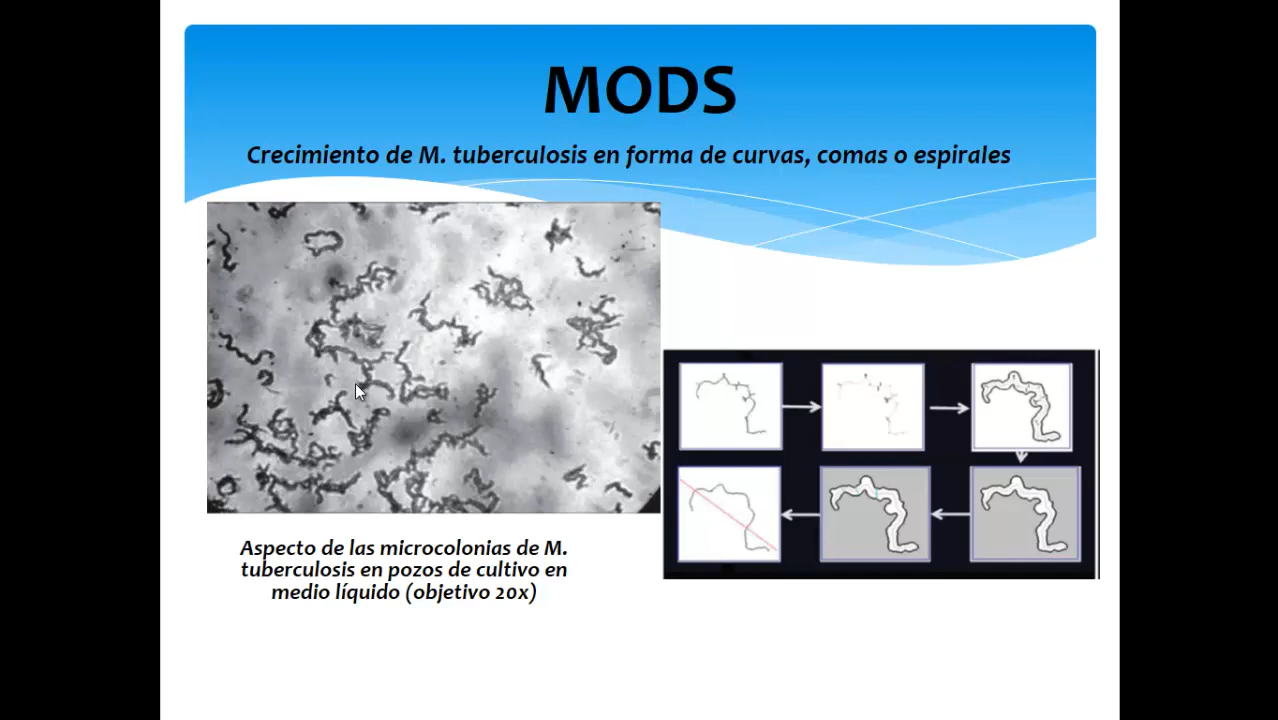 MODS
Crecimiento de M. tuberculosis en forma de curvas, comas o espirales
Aspecto de las microcolonias de M.
tuberculosis en pozos de cultivo en
medio líquido (objetivo 20x)